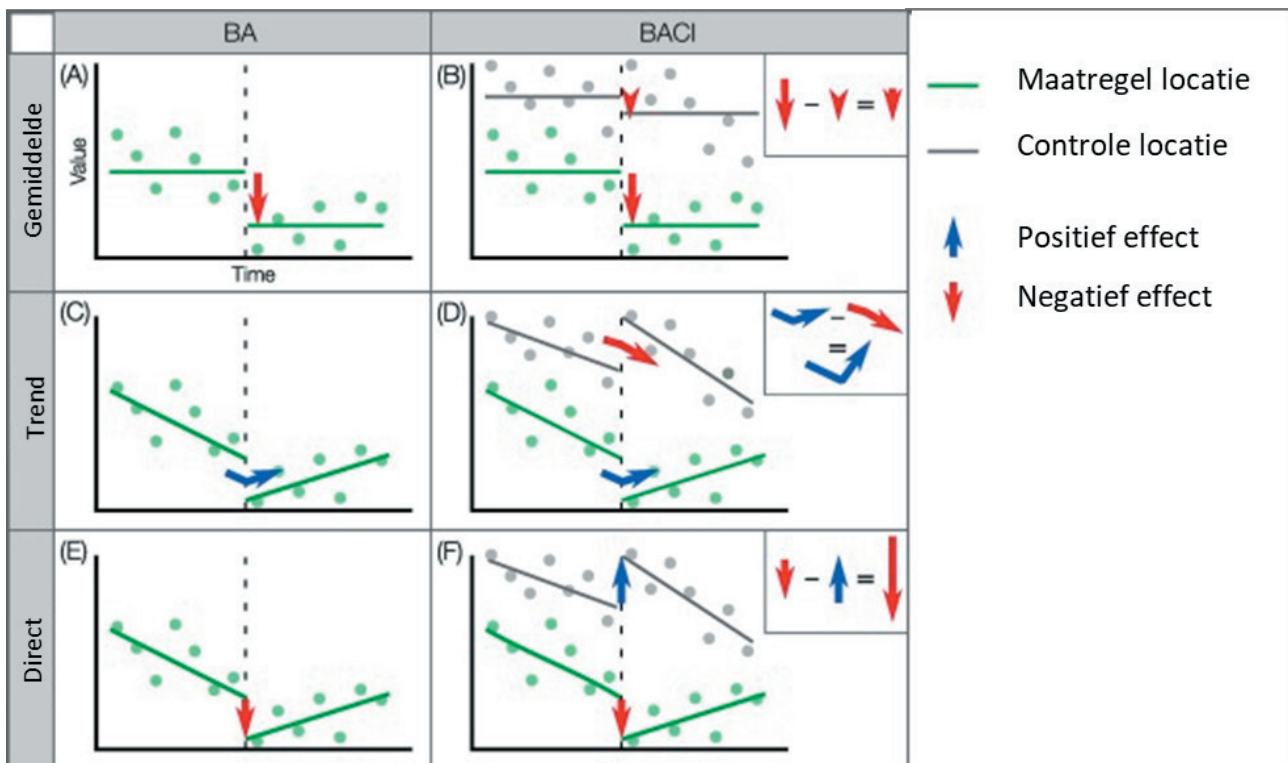 BA
BACI
Gemiddelde
(A)
Value
Time
(B)
– =
Trend
(C)
(D)
–
=
Direct
(E)
(F)
– =
Maatregel locatie
Controle locatie
Positief effect
Negatief effect